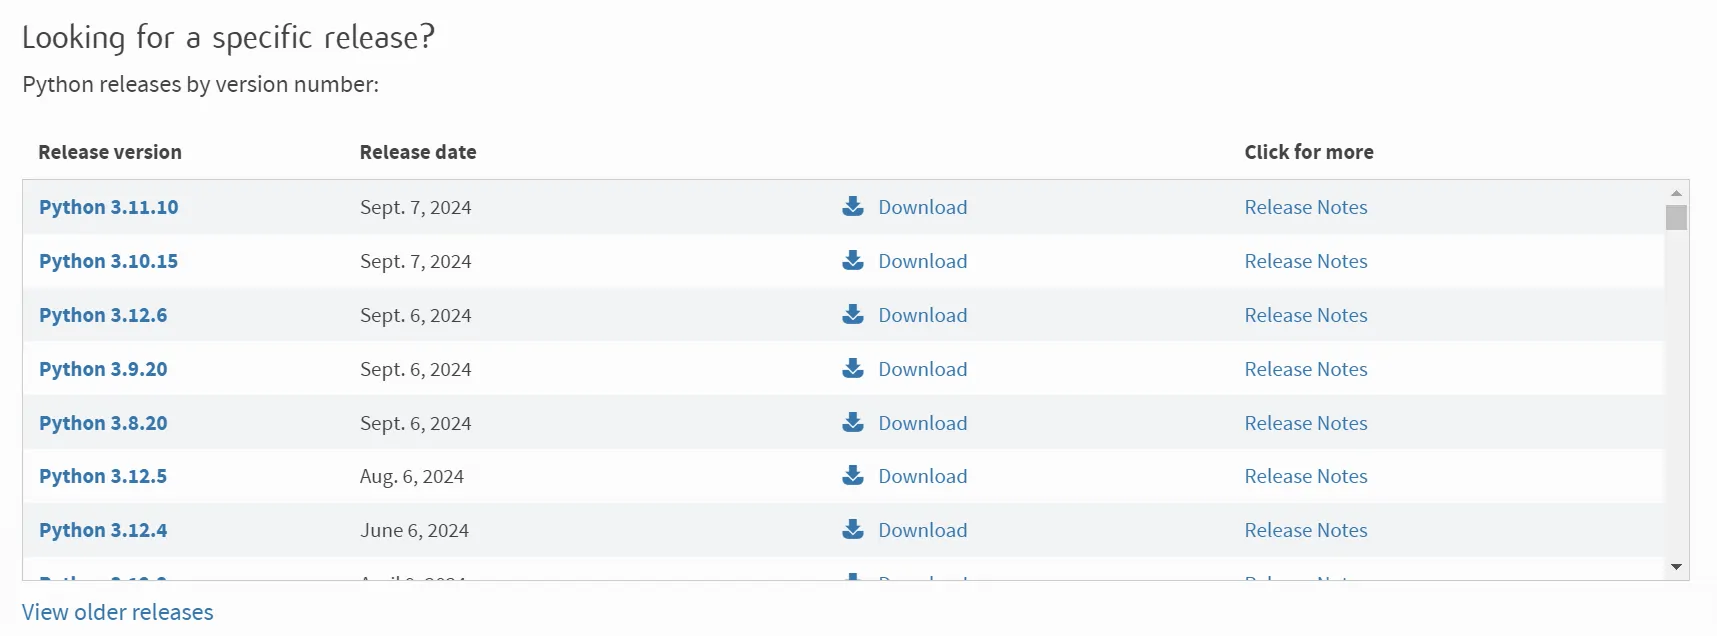 Looking for a specific release?
Python releases by version number:
Release version Release date Click for more
Python 3.11.10 Sept. 7, 2024 Download Release Notes
Python 3.10.15 Sept. 7, 2024 Download Release Notes
Python 3.12.6 Sept. 6, 2024 Download Release Notes
Python 3.9.20 Sept. 6, 2024 Download Release Notes
Python 3.8.20 Sept. 6, 2024 Download Release Notes
Python 3.12.5 Aug. 6, 2024 Download Release Notes
Python 3.12.4 June 6, 2024 Download Release Notes
View older releases